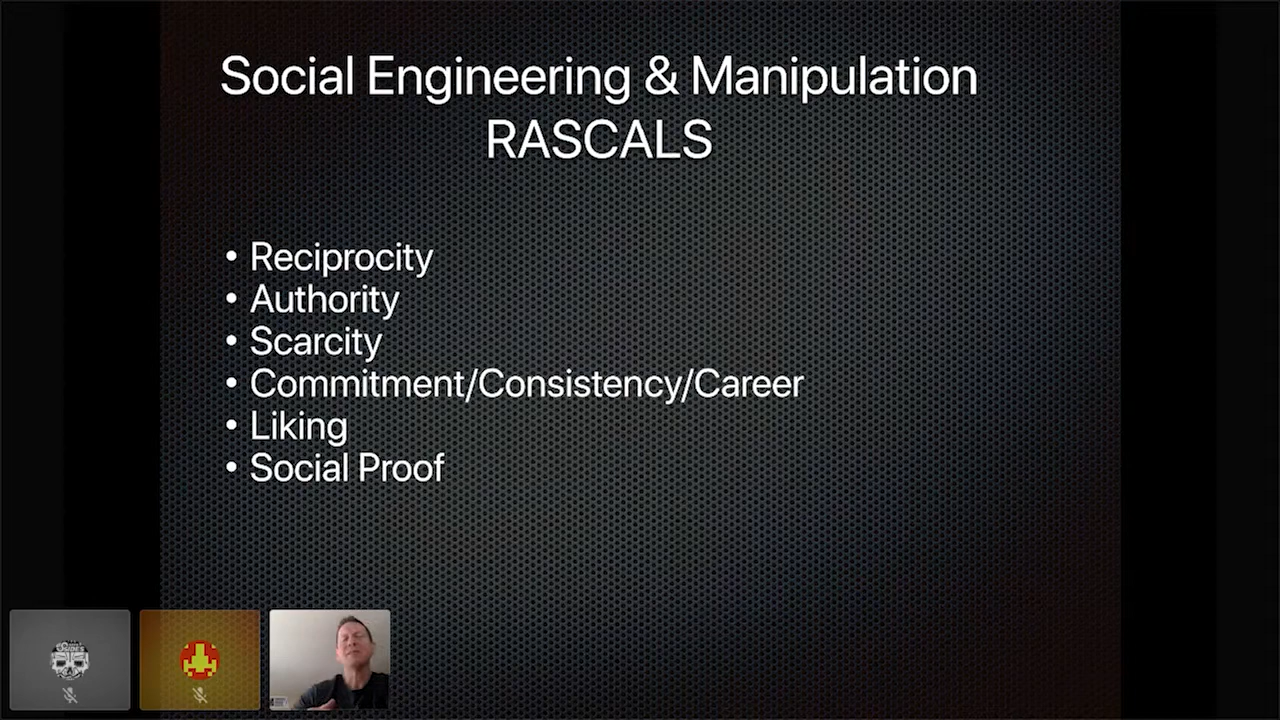 Social Engineering & Manipulation
RASCALS
• Reciprocity
• Authority
• Scarcity
• Commitment/Consistency/Career
• Liking
• Social Proof